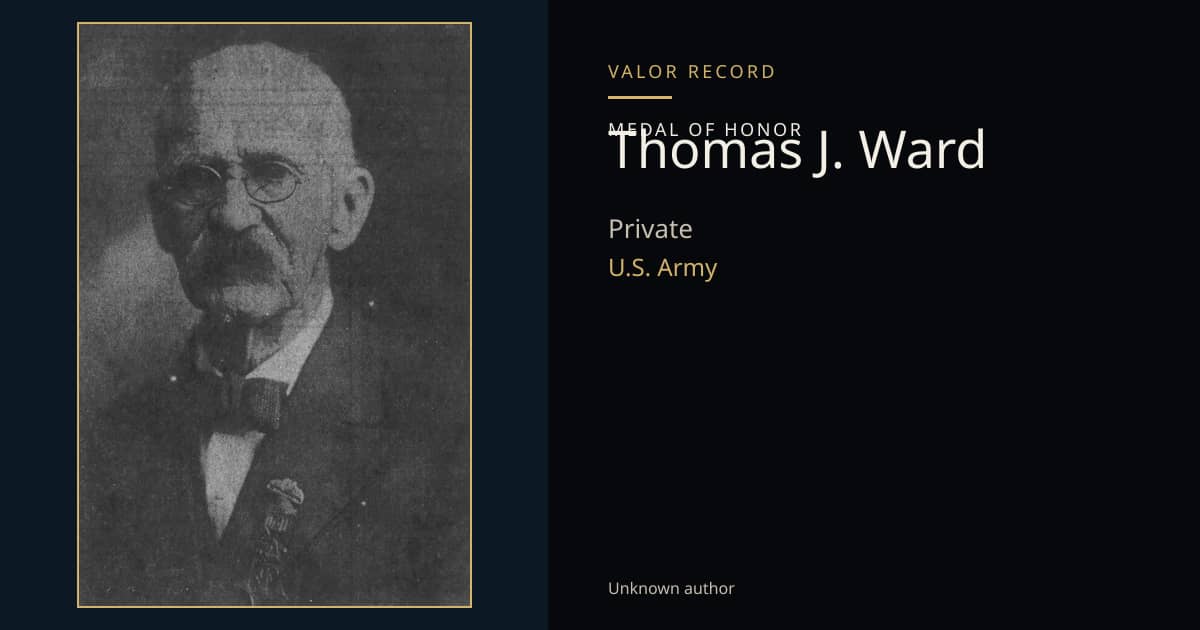 VALOR RECORD
MEDAL OF HONOR
Thomas J. Ward
Private
U.S. Army
Unknown author